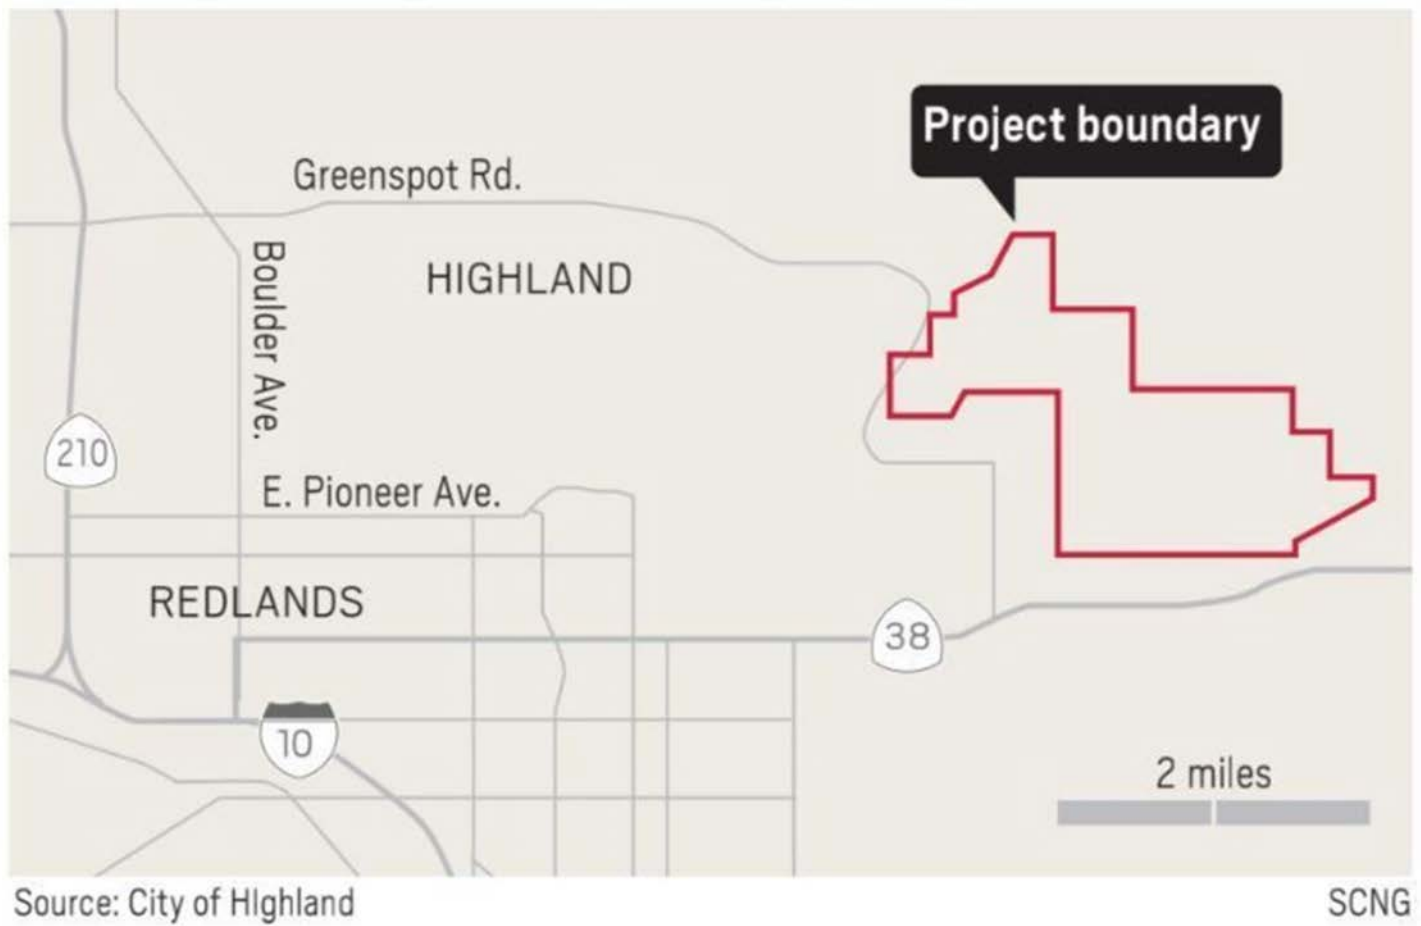 Project boundary
Greenspot Rd.
Boulder Ave.
HIGHLAND
210
E. Pioneer Ave.
REDLANDS
38
10
2 miles
Source: City of HIghland
SCNG